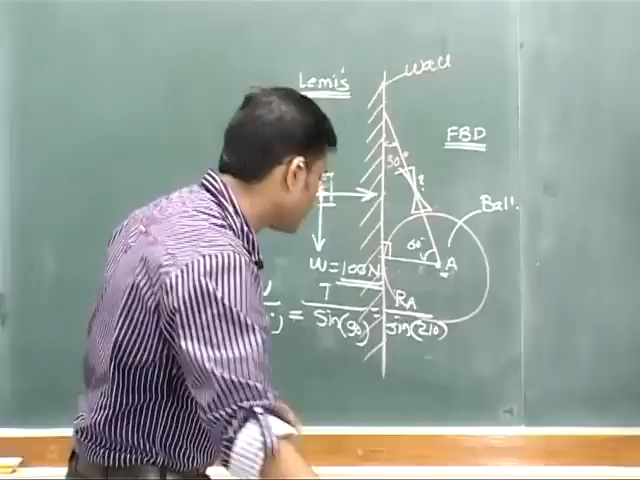 Lemi's
wall
FBD
30°
Ball.
60°
A
W = 100N
T
RA
=
Sin(90)
=
Sin(210)